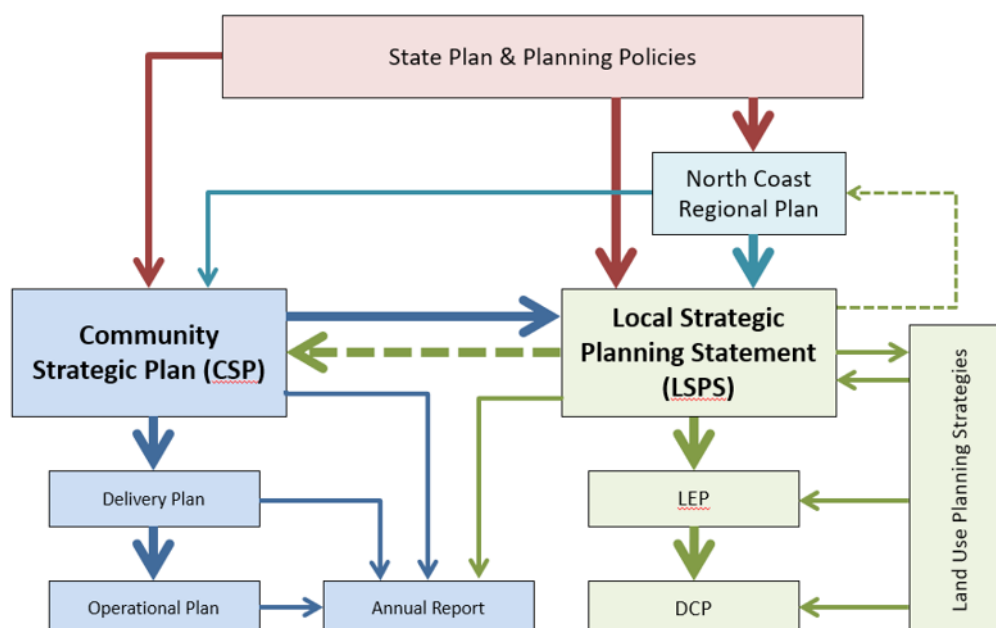 State Plan & Planning Policies
North Coast
Regional Plan
Community
Strategic Plan (CSP)
Local Strategic
Planning Statement
(LSPS)
Land Use Planning Strategies
Delivery Plan
LEP
Operational Plan
Annual Report
DCP